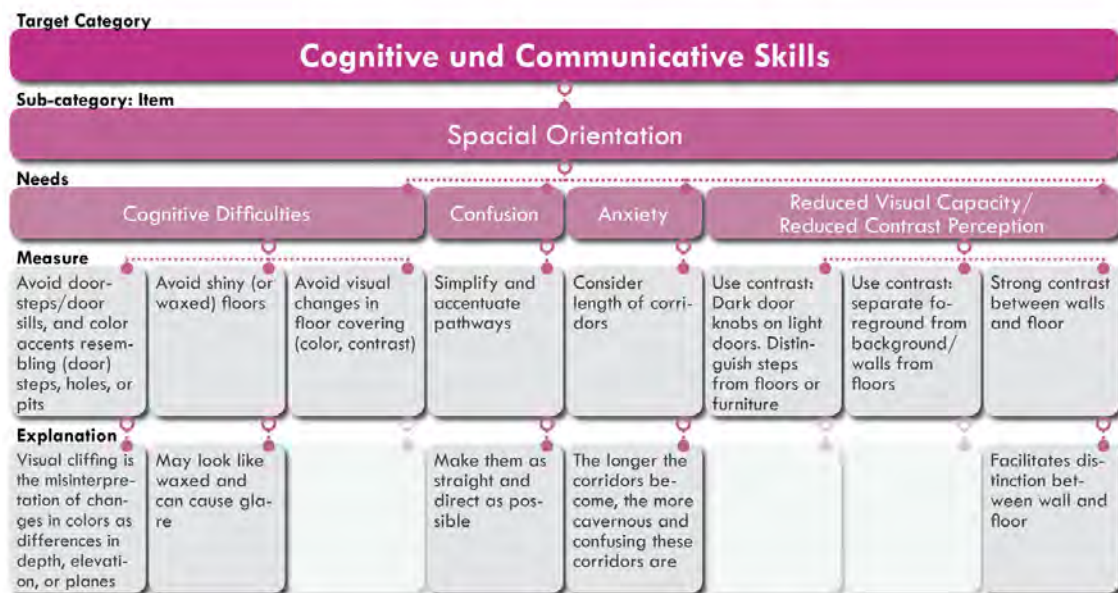 Target Category
Cognitive und Communicative Skills
Sub-category: Item
Spacial Orientation
Needs
Cognitive Difficulties
Confusion
Anxiety
Reduced Visual Capacity/
Reduced Contrast Perception
Measure
Avoid door-
steps/door
sills, and color
accents resem-
bling (door)
steps, holes, or
pits
Avoid shiny (or
waxed) floors
Avoid visual
changes in
floor covering
(color, contrast)
Simplify and
accentuate
pathways
Consider
length of corri-
dors
Use contrast:
Dark door
knobs on light
doors. Distin-
guish steps
from floors or
furniture
Use contrast:
separate fo-
reground from
background/
walls from
floors
Strong contrast
between walls
and floor
Explanation
Visual cliffing is
the misinterpre-
tation of chan-
ges in colors as
differences in
depth, elevati-
on, or planes
May look like
waxed and
can cause gla-
re
Make them as
straight and
direct as pos-
sible
The longer the
corridors be-
come, the more
cavernous and
confusing these
corridors are
Facilitates dis-
tinction bet-
ween wall and
floor